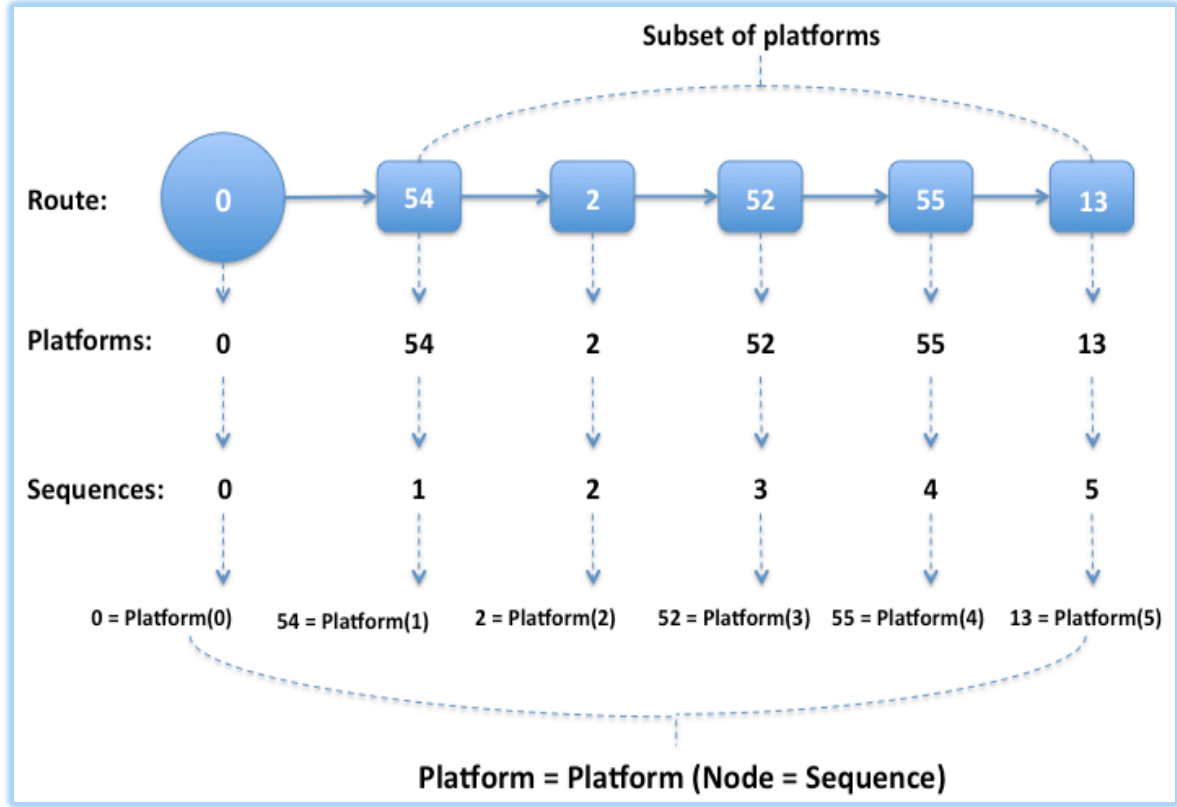 Subset of platforms
Route: 0 54 2 52 55 13
Platforms: 0 54 2 52 55 13
Sequences: 0 1 2 3 4 5
0 = Platform(0) 54 = Platform(1) 2 = Platform(2) 52 = Platform(3) 55 = Platform(4) 13 = Platform(5)
Platform = Platform (Node = Sequence)